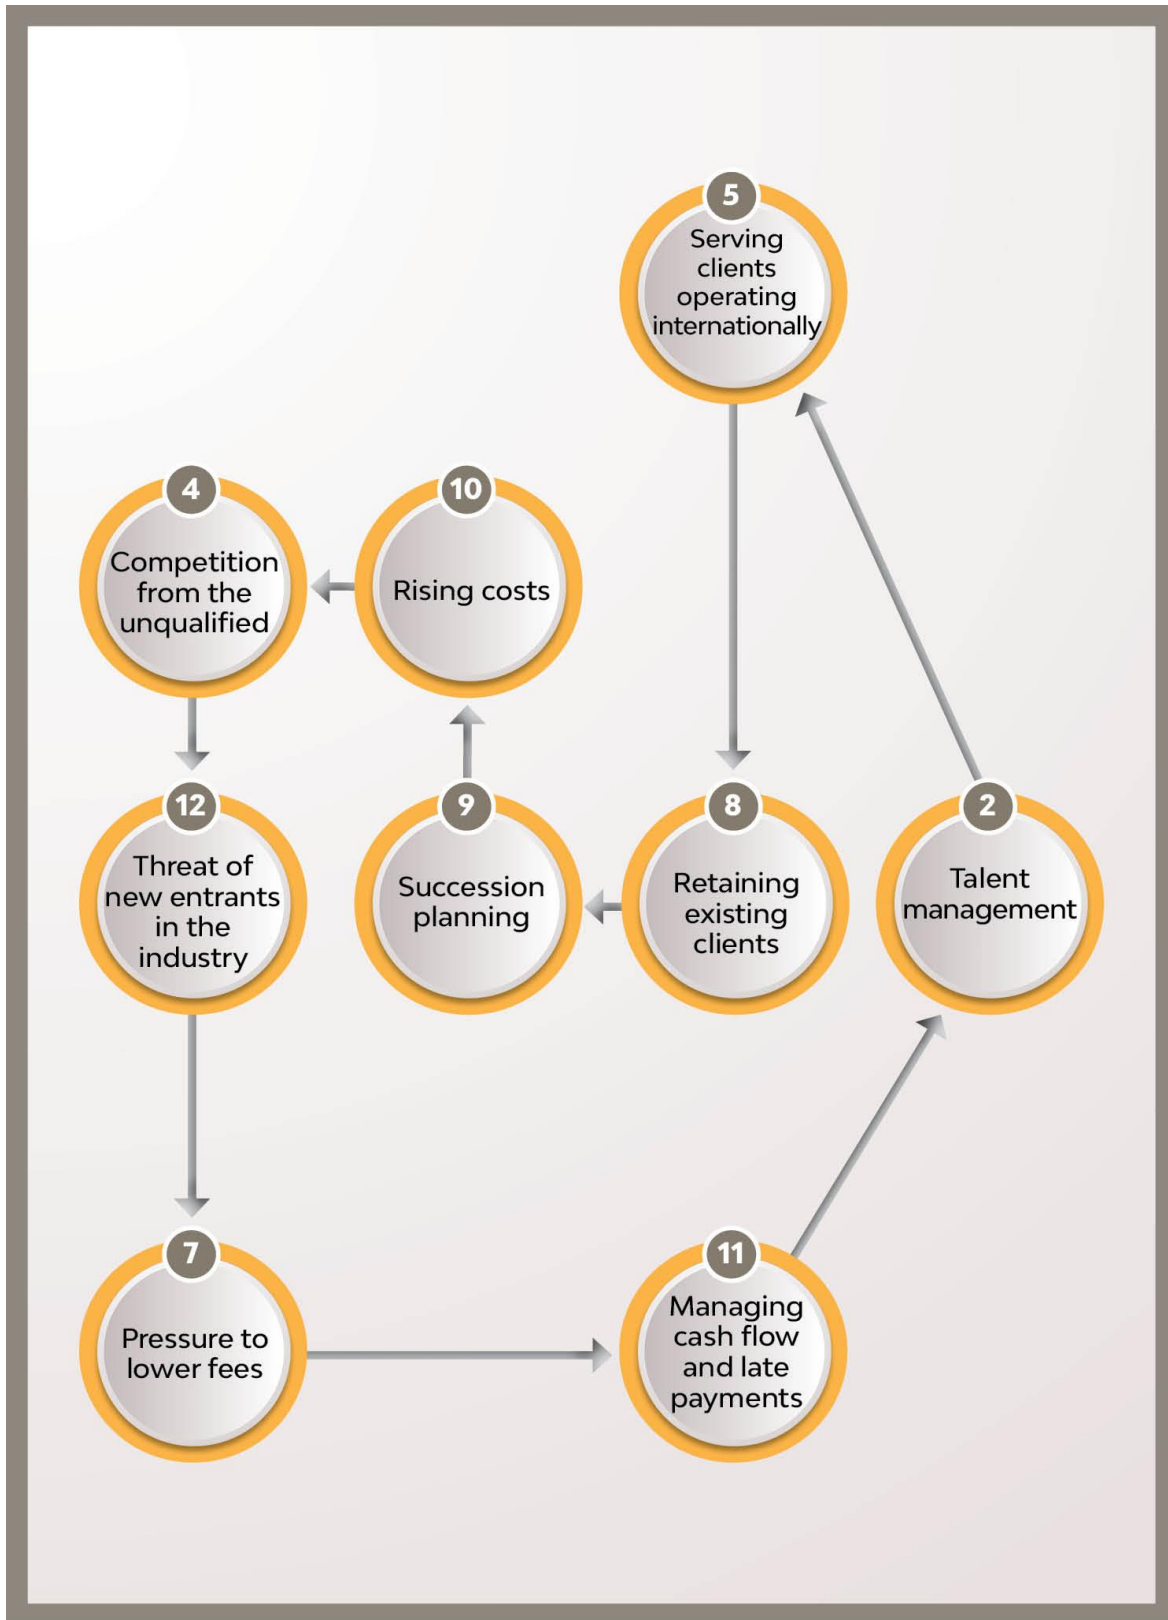 5
Serving
clients
operating
internationally
4
Competition
from the
unqualified
10
Rising costs
12
Threat of
new entrants
in the
industry
9
Succession
planning
8
Retaining
existing
clients
2
Talent
management
7
Pressure to
lower fees
11
Managing
cash flow
and late
payments